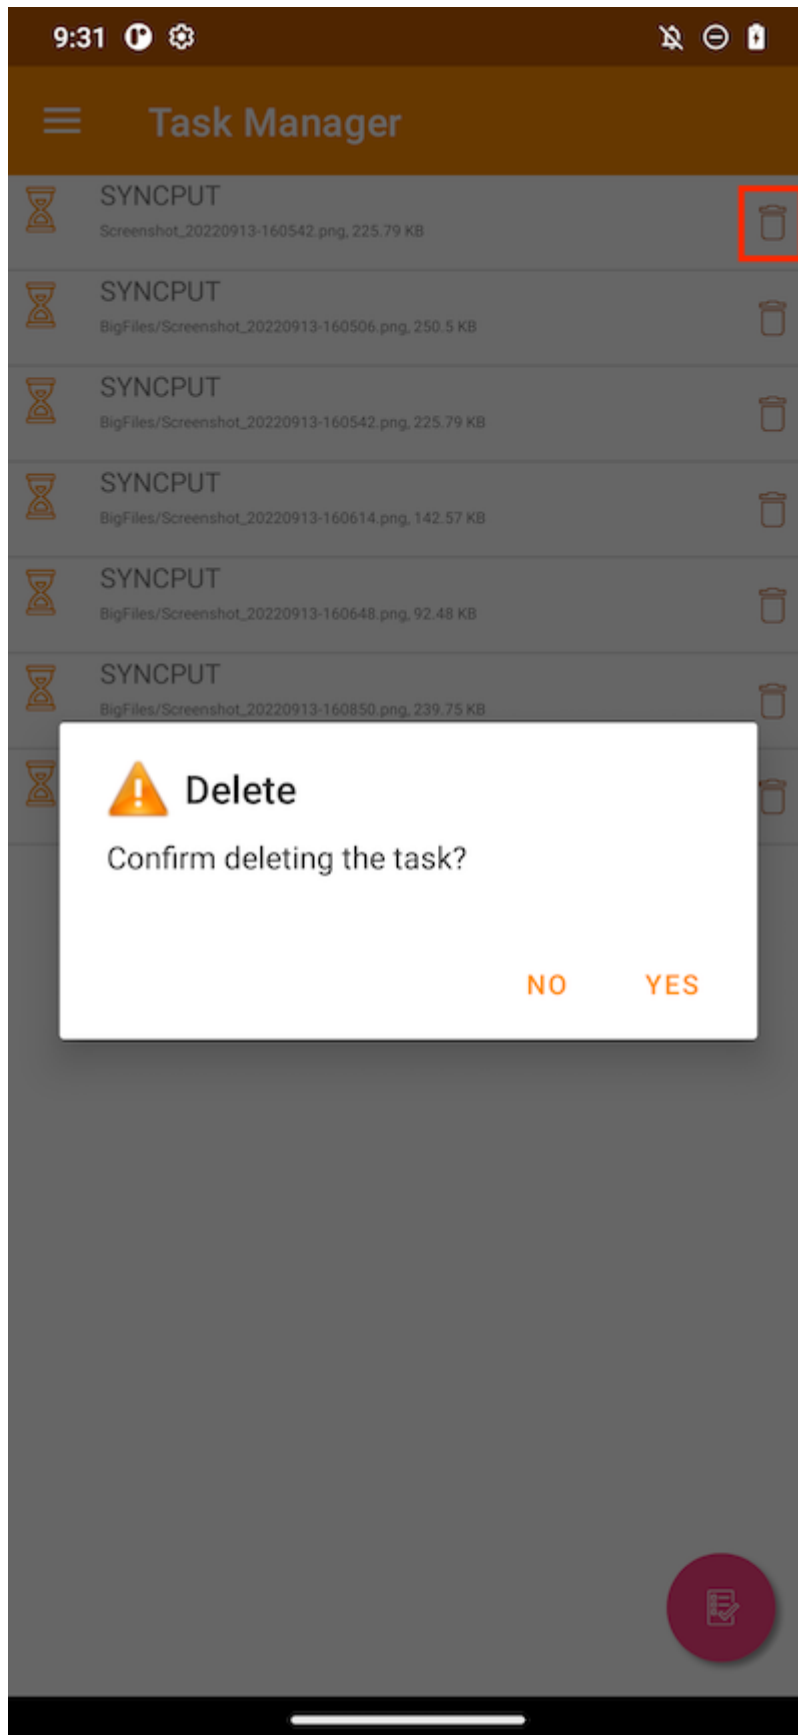 9:31
Task Manager
SYNCPUT
Screenshot_20220913-160542.png, 225.79 KB
SYNCPUT
BigFiles/Screenshot_20220913-160506.png, 250.5 KB
SYNCPUT
BigFiles/Screenshot_20220913-160542.png, 225.79 KB
SYNCPUT
BigFiles/Screenshot_20220913-160614.png, 142.57 KB
SYNCPUT
BigFiles/Screenshot_20220913-160648.png, 92.48 KB
SYNCPUT
BigFiles/Screenshot_20220913-160850.png, 239.75 KB
Delete
Confirm deleting the task?
NO YES